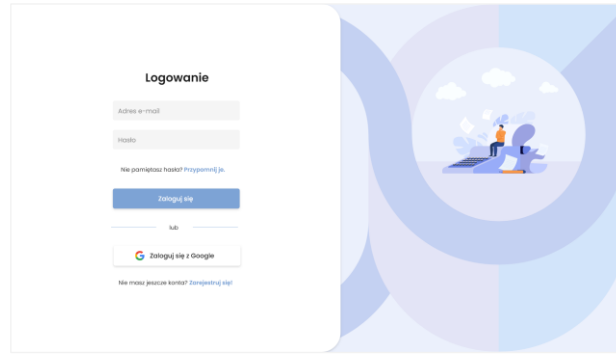 Logowanie
Adres e-mail
Hasło
Nie pamiętasz hasła? Przypomnij je.
Zaloguj się
lub
Zaloguj się z Google
Nie masz jeszcze konta? Zarejestruj się!